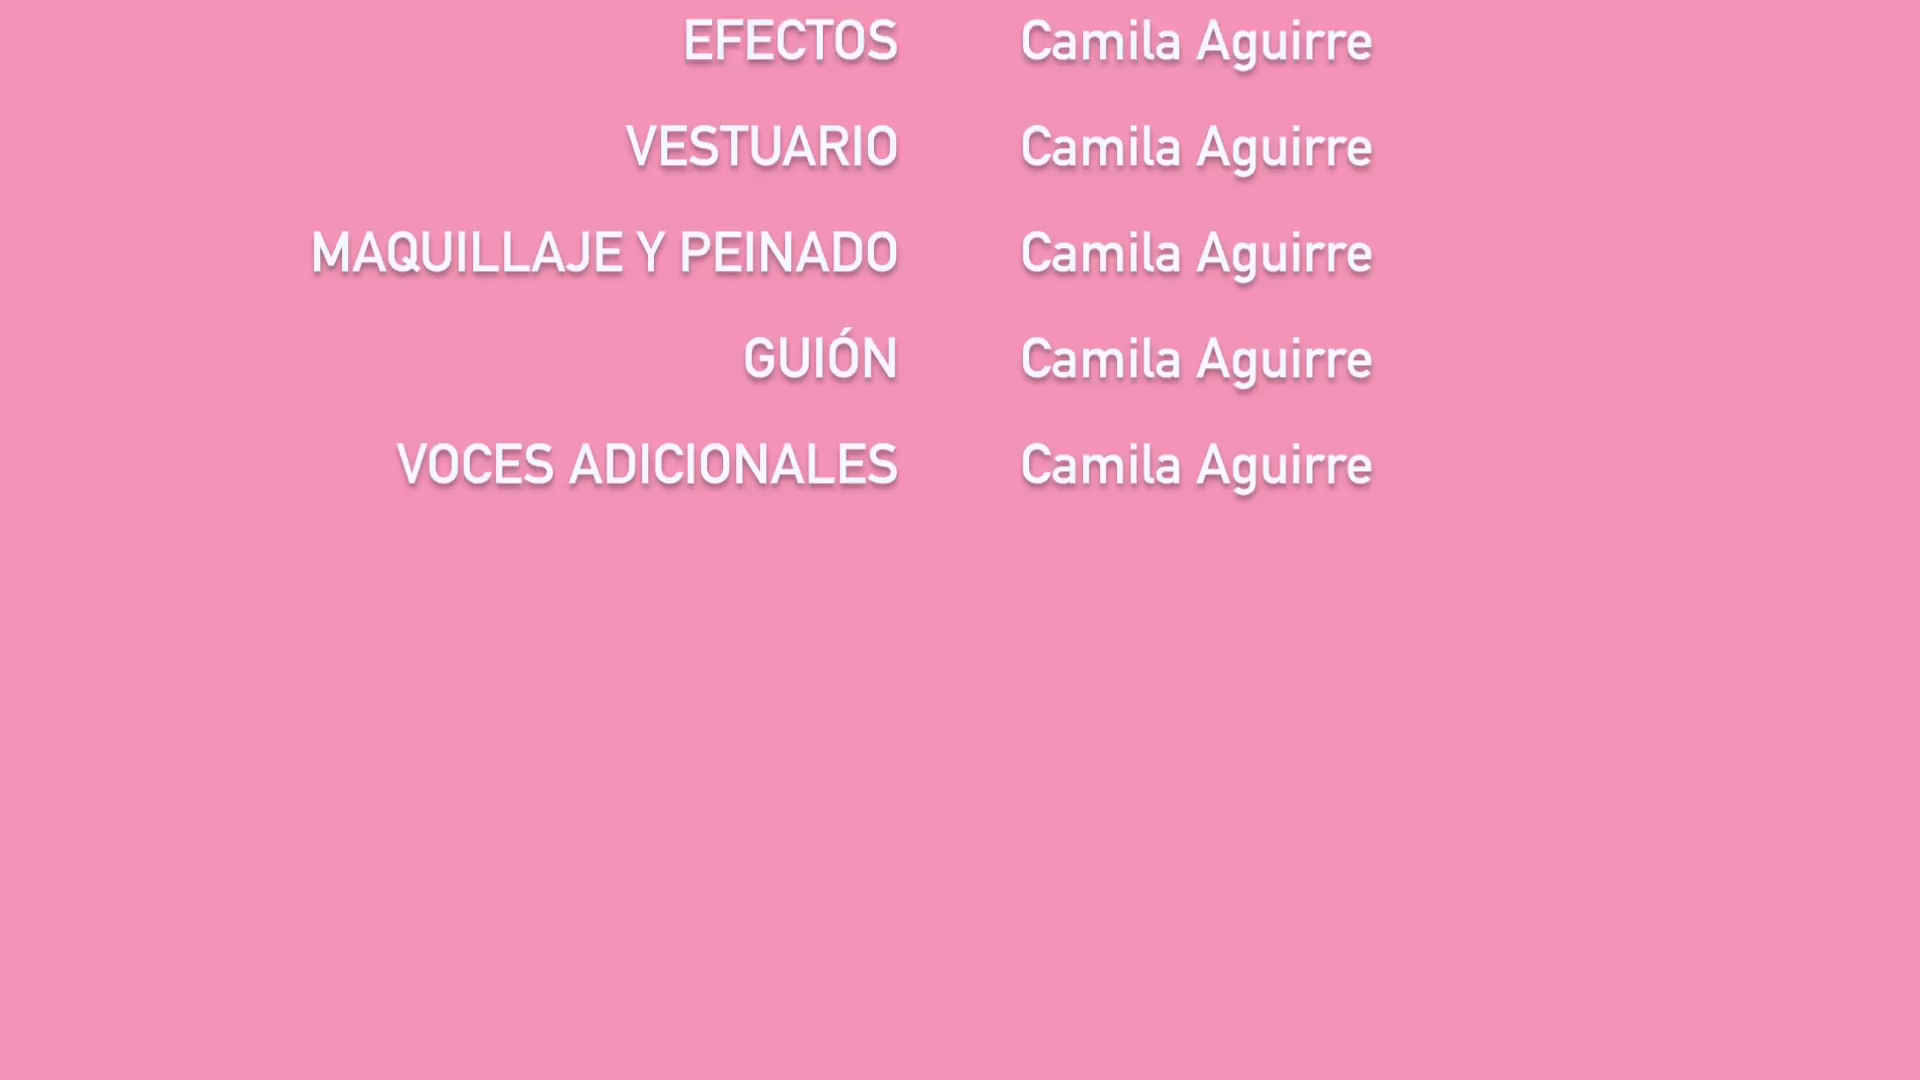 EFECTOS Camila Aguirre
VESTUARIO Camila Aguirre
MAQUILLAJE Y PEINADO Camila Aguirre
GUIÓN Camila Aguirre
VOCES ADICIONALES Camila Aguirre